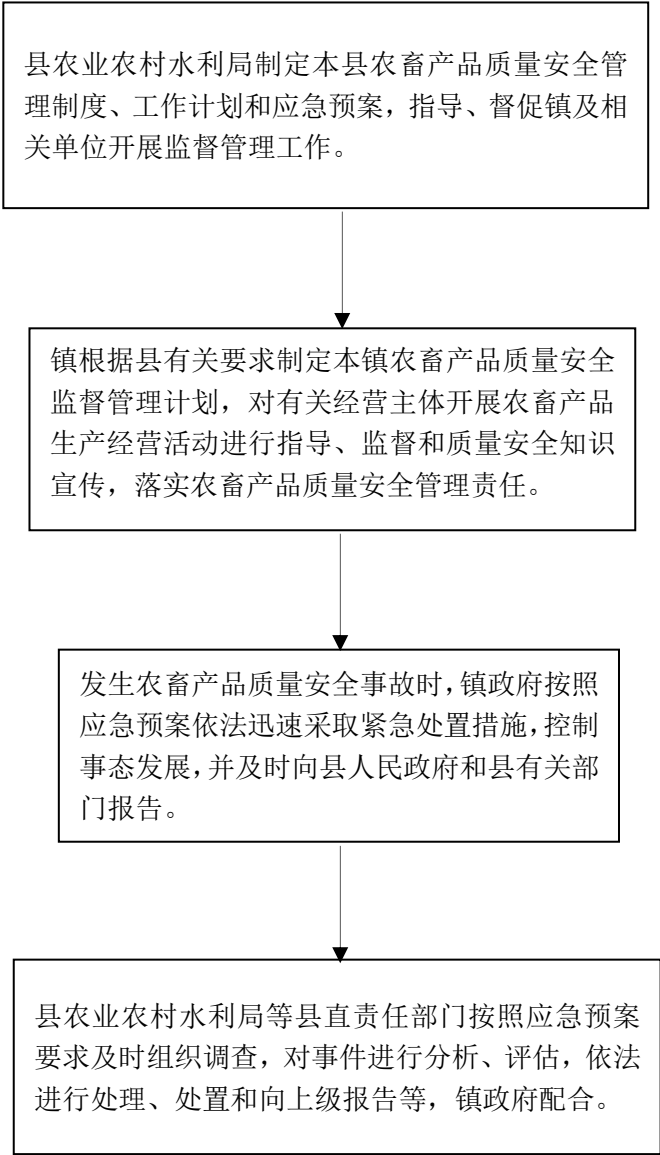 县农业农村水利局制定本县农畜产品质量安全管
理制度、工作计划和应急预案，指导、督促镇及相
关单位开展监督管理工作。
镇根据县有关要求制定本镇农畜产品质量安全
监督管理计划，对有关经营主体开展农畜产品
生产经营活动进行指导、监督和质量安全知识
宣传，落实农畜产品质量安全管理责任。
发生农畜产品质量安全事故时，镇政府按照
应急预案依法迅速采取紧急处置措施，控制
事态发展，并及时向县人民政府和县有关部
门报告。
县农业农村水利局等县直责任部门按照应急预案
要求及时组织调查，对事件进行分析、评估，依法
进行处理、处置和向上级报告等，镇政府配合。